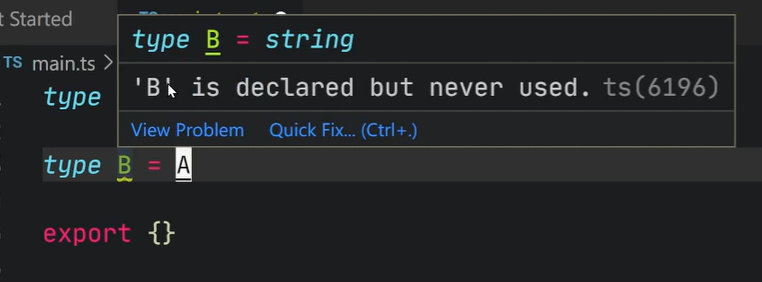 t Started
type B = string
TS main.ts >
'B' is declared but never used. ts(6196)
type
View Problem Quick Fix... (Ctrl+.)
type B = A
export {}